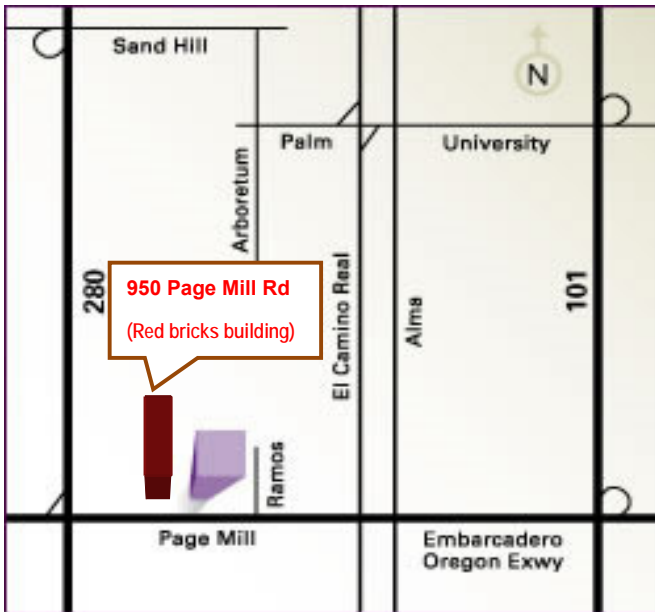 Sand Hill
N
Palm
University
Arboretum
280
950 Page Mill Rd
(Red bricks building)
El Camino Real
Alma
101
Ramos
Page Mill
Embarcadero
Oregon Exwy